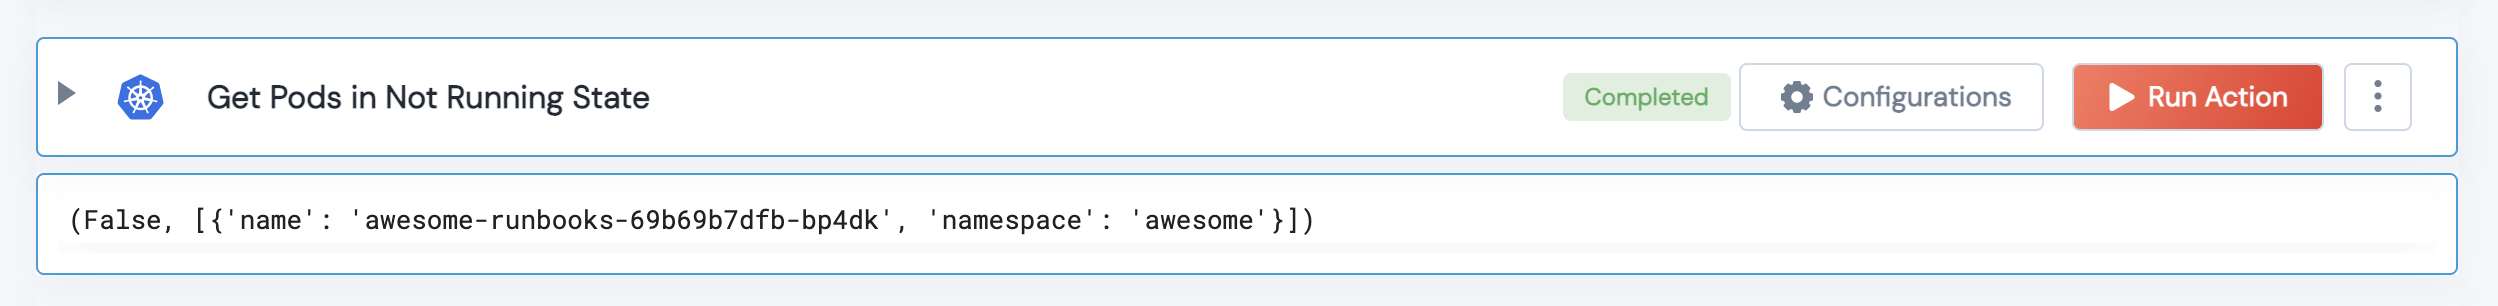 Get Pods in Not Running State Completed Configurations Run Action
(False, [{'name': 'awesome-runbooks-69b69b7dfb-bp4dk', 'namespace': 'awesome'}])